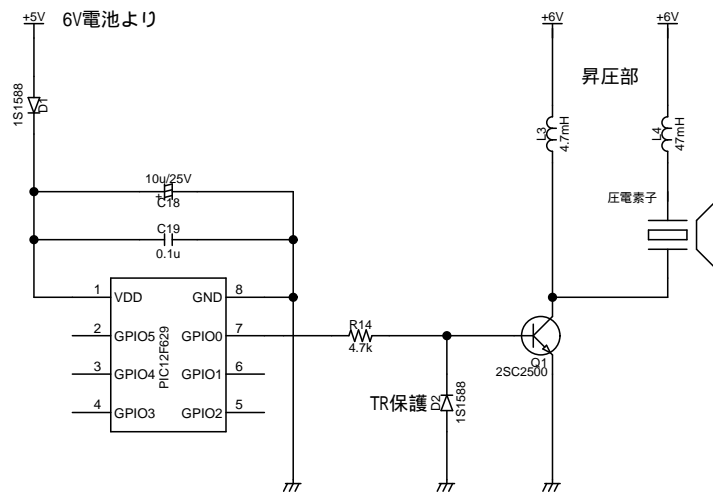 +5V
6V電池より
+6V
+6V
昇圧部
1S1588
D1
L3
4.7mH
L4
47mH
10u/25V
+
C18
圧電素子
C19
0.1u
1
VDD
GND
8
2
GPIO5
GPIO0
7
R14
4.7k
PIC12F629
3
GPIO4
GPIO1
6
Q1
2SC2500
4
GPIO3
GPIO2
5
TR保護
D2
1S1588